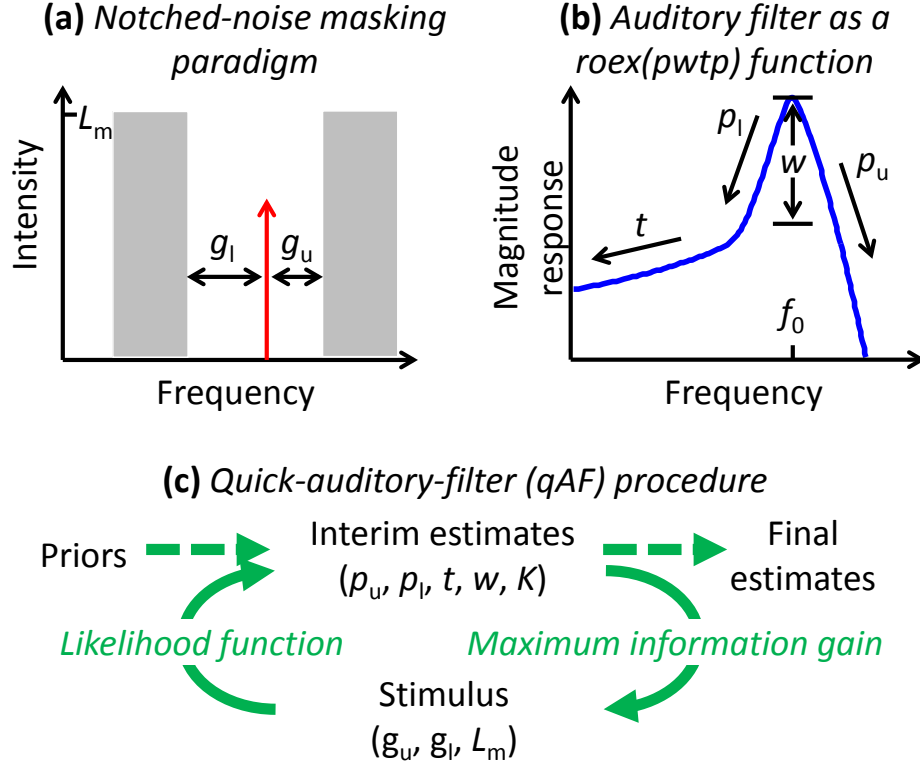 (a) Notched-noise masking
paradigm
Intensity
Lm
gl
gu
Frequency
(b) Auditory filter as a
roex(pwtp) function
Magnitude
response
pl
w
pu
t
f0
Frequency
(c) Quick-auditory-filter (qAF) procedure
Priors
Interim estimates
(pu, pl, t, w, K)
Final
estimates
Likelihood function
Maximum information gain
Stimulus
(gu, gl, Lm)